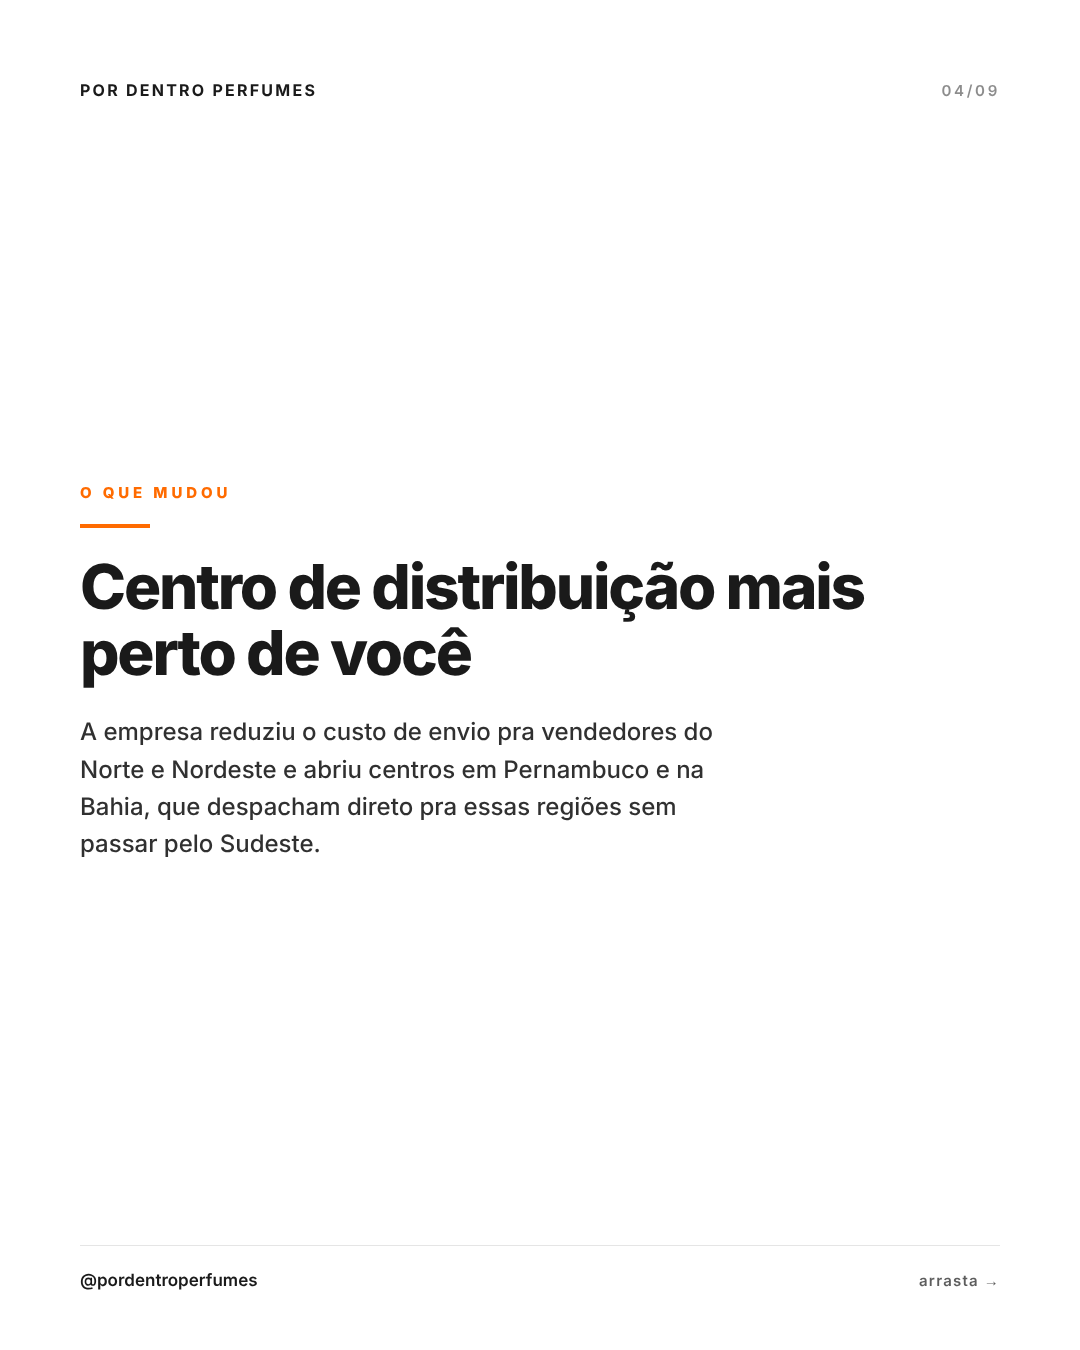 POR DENTRO PERFUMES
04/09
O QUE MUDOU
Centro de distribuição mais
perto de você
A empresa reduziu o custo de envio pra vendedores do
Norte e Nordeste e abriu centros em Pernambuco e na
Bahia, que despacham direto pra essas regiões sem
passar pelo Sudeste.
@pordentroperfumes
arrasta →